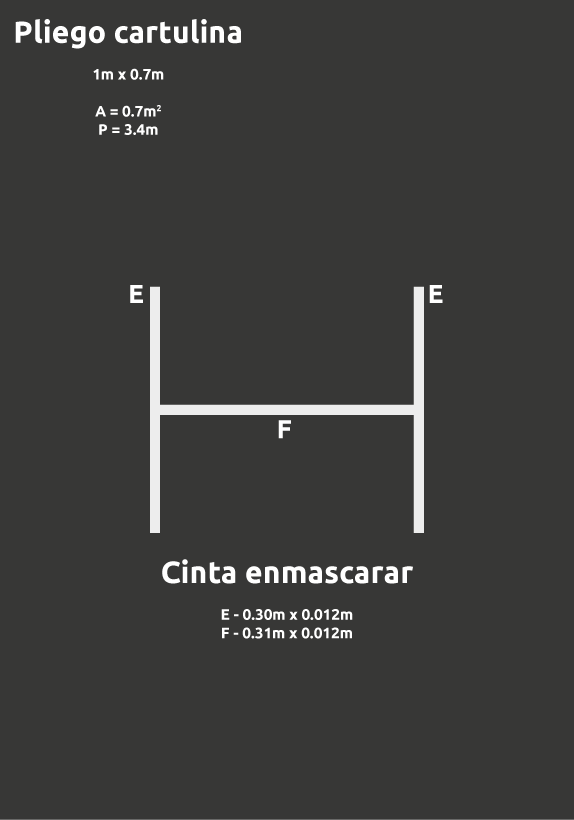 Pliego cartulina
1m x 0.7m
A = 0.7m²
P = 3.4m
E
E
F
Cinta enmascarar
E - 0.30m x 0.012m
F - 0.31m x 0.012m